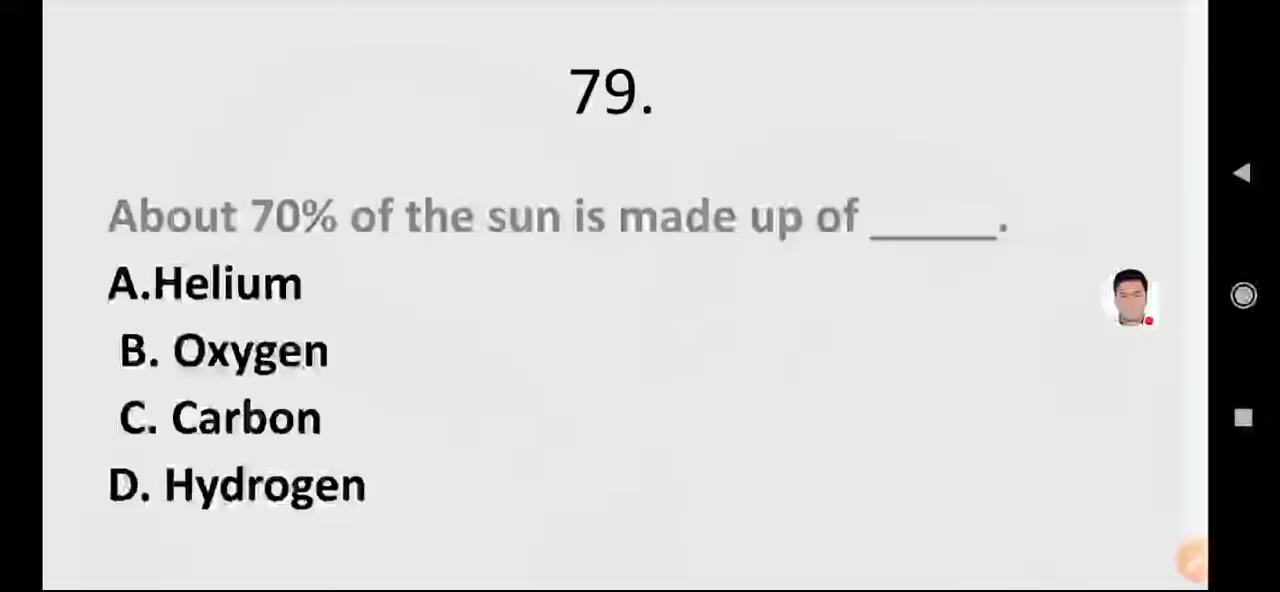 79.
About 70% of the sun is made up of ______.
A.Helium
B. Oxygen
C. Carbon
D. Hydrogen